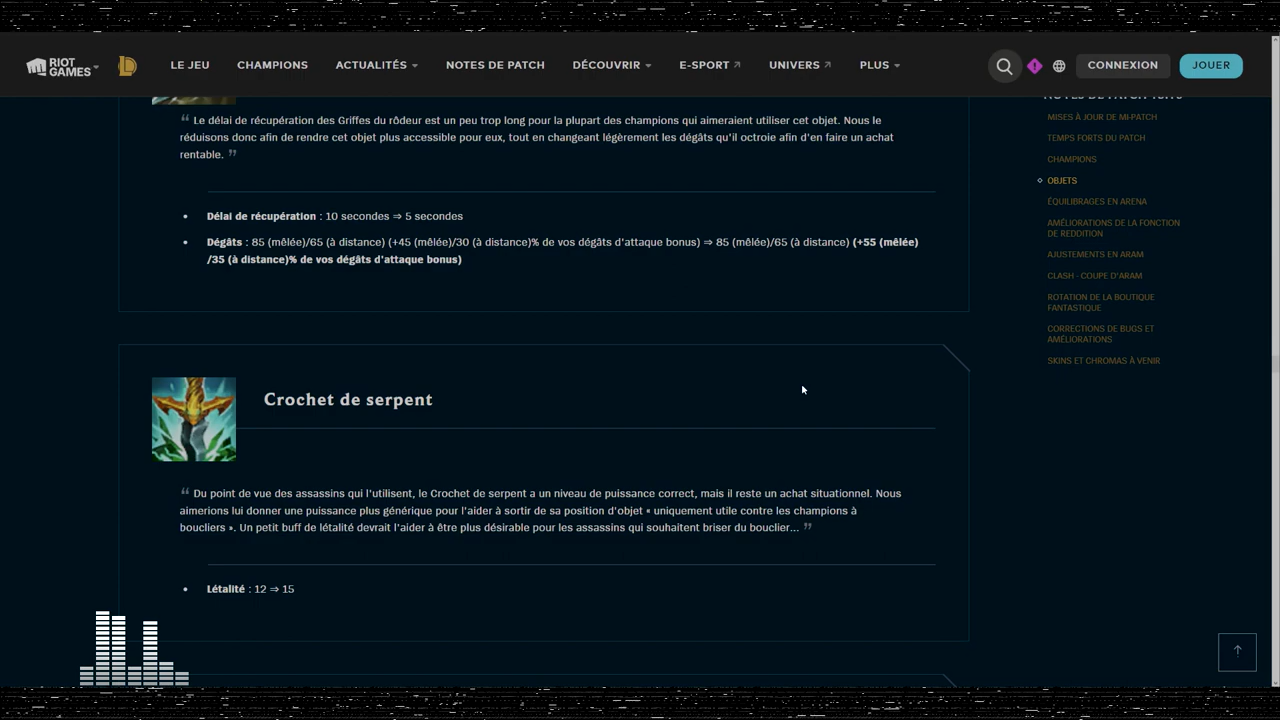 RIOT GAMES
LE JEU
CHAMPIONS
ACTUALITÉS
NOTES DE PATCH
DÉCOUVRIR
E-SPORT
UNIVERS
PLUS
CONNEXION
JOUER
“ Le délai de récupération des Griffes du rôdeur est un peu trop long pour la plupart des champions qui aimeraient utiliser cet objet. Nous le
réduisons donc afin de rendre cet objet plus accessible pour eux, tout en changeant légèrement les dégâts qu'il octroie afin d'en faire un achat
rentable. ”
• Délai de récupération : 10 secondes ⇒ 5 secondes
• Dégâts : 85 (mêlée)/65 (à distance) (+45 (mêlée)/30 (à distance)% de vos dégâts d'attaque bonus) ⇒ 85 (mêlée)/65 (à distance) (+55 (mêlée)
/35 (à distance)% de vos dégâts d'attaque bonus)
Crochet de serpent
“ Du point de vue des assassins qui l'utilisent, le Crochet de serpent a un niveau de puissance correct, mais il reste un achat situationnel. Nous
aimerions lui donner une puissance plus générique pour l'aider à sortir de sa position d'objet « uniquement utile contre les champions à
boucliers ». Un petit buff de létalité devrait l'aider à être plus désirable pour les assassins qui souhaitent briser du bouclier... ”
• Létalité : 12 ⇒ 15
MISES À JOUR DE MI-PATCH
TEMPS FORTS DU PATCH
CHAMPIONS
OBJETS
ÉQUILIBRAGES EN ARENA
AMÉLIORATIONS DE LA FONCTION
DE REDDITION
AJUSTEMENTS EN ARAM
CLASH - COUPE D'ARAM
ROTATION DE LA BOUTIQUE
FANTASTIQUE
CORRECTIONS DE BUGS ET
AMÉLIORATIONS
SKINS ET CHROMAS À VENIR